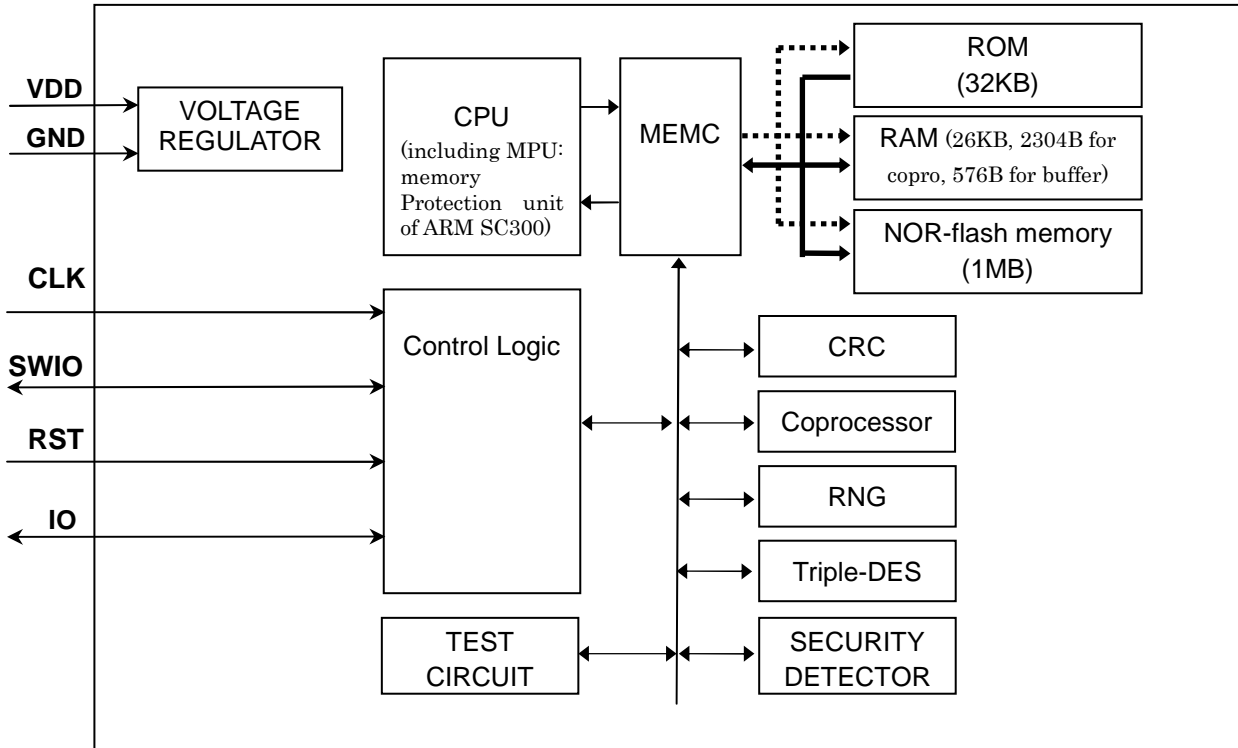 VDD
GND
VOLTAGE
REGULATOR
CPU
(including MPU:
memory
Protection unit
of ARM SC300)
MEMC
ROM
(32KB)
RAM (26KB, 2304B for
copro, 576B for buffer)
NOR-flash memory
(1MB)
CLK
SWIO
RST
IO
Control Logic
CRC
Coprocessor
RNG
Triple-DES
TEST
CIRCUIT
SECURITY
DETECTOR